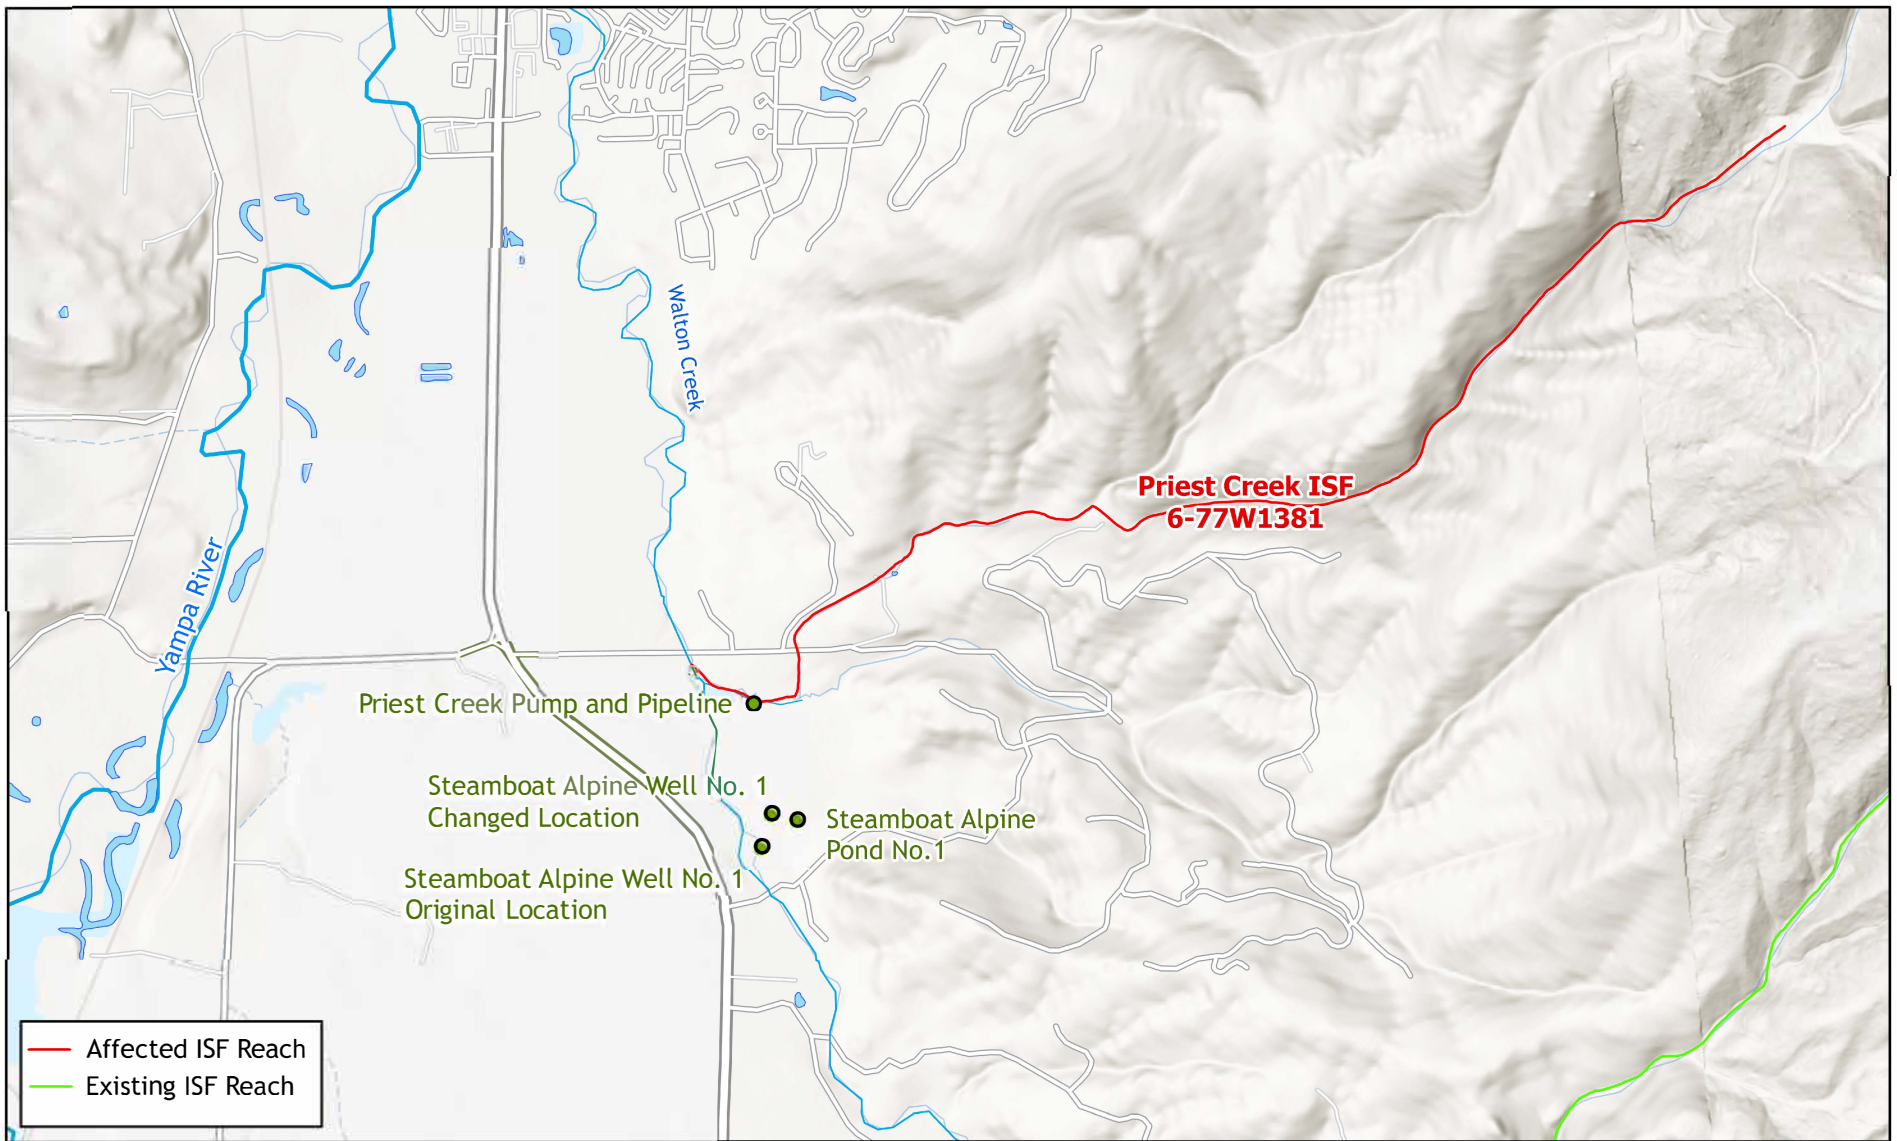 Walton Creek
Priest Creek ISF
6-77W1381
Yampa River
Priest Creek Pump and Pipeline
Steamboat Alpine Well No. 1
Changed Location
Steamboat Alpine
Pond No.1
Steamboat Alpine Well No. 1
Original Location
Affected ISF Reach
Existing ISF Reach